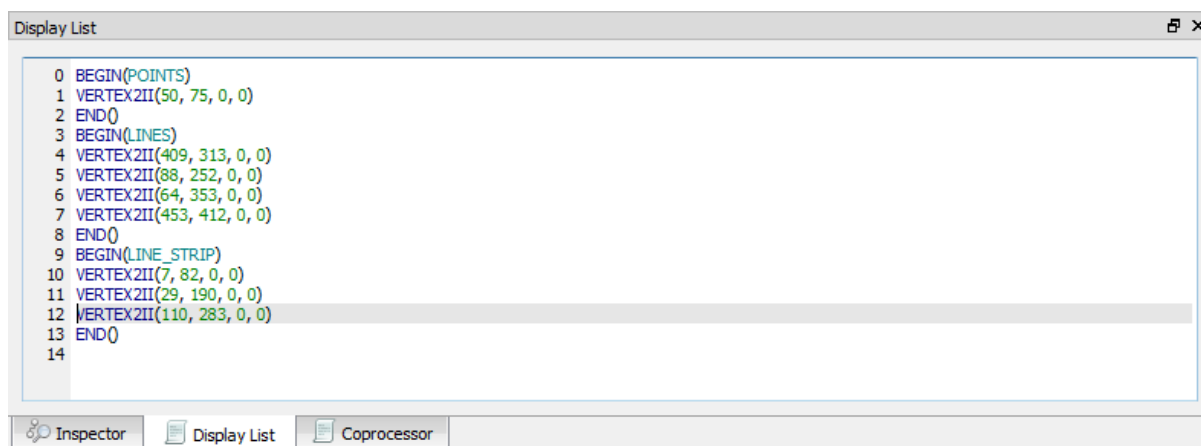 Display List
0 BEGIN(POINTS)
1 VERTEX2II(50, 75, 0, 0)
2 END()
3 BEGIN(LINES)
4 VERTEX2II(409, 313, 0, 0)
5 VERTEX2II(88, 252, 0, 0)
6 VERTEX2II(64, 353, 0, 0)
7 VERTEX2II(453, 412, 0, 0)
8 END()
9 BEGIN(LINE_STRIP)
10 VERTEX2II(7, 82, 0, 0)
11 VERTEX2II(29, 190, 0, 0)
12 VERTEX2II(110, 283, 0, 0)
13 END()
14
Inspector Display List Coprocessor